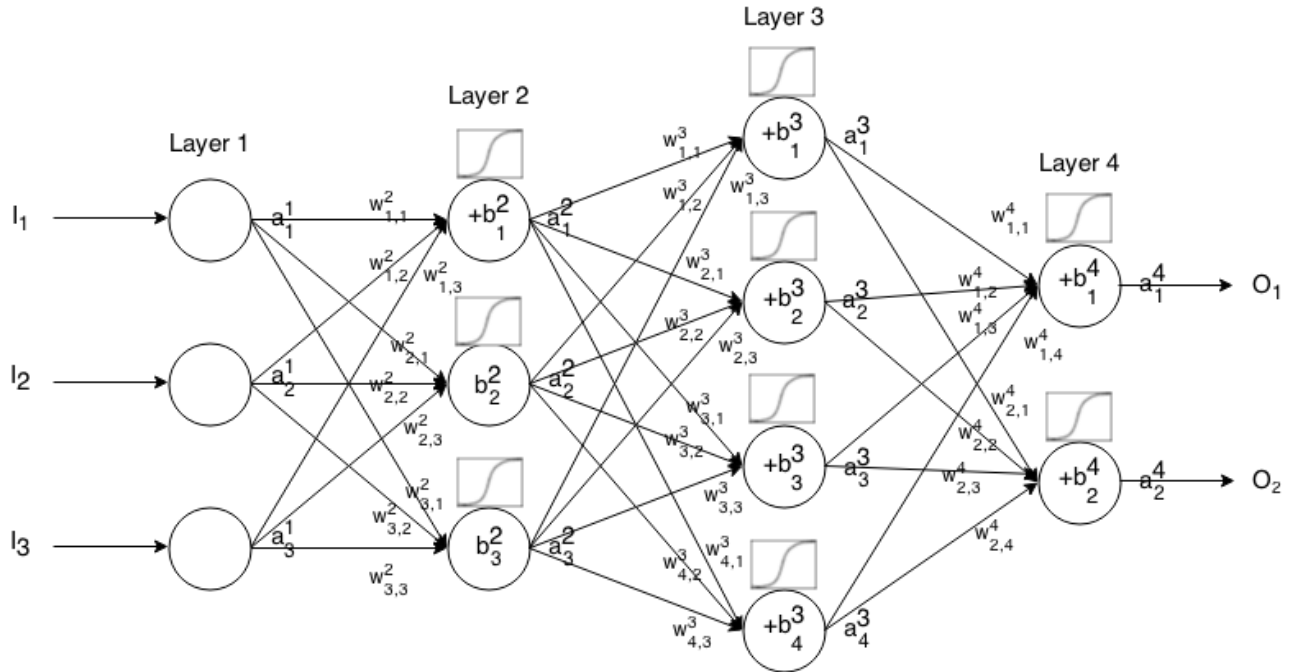 Layer 1
Layer 2
Layer 3
Layer 4
I₁
I₂
I₃
a¹₁
a¹₂
a¹₃
w²₁,₁
w²₁,₂
w²₁,₃
w²₂,₁
w²₂,₂
w²₂,₃
w²₃,₁
w²₃,₂
w²₃,₃
+b²₁
b²₂
b²₃
a²₁
a²₂
a²₃
w³₁,₁
w³₁,₂
w³₁,₃
w³₂,₁
w³₂,₂
w³₂,₃
w³₃,₁
w³₃,₂
w³₃,₃
w³₄,₁
w³₄,₂
w³₄,₃
+b³₁
+b³₂
+b³₃
+b³₄
a³₁
a³₂
a³₃
a³₄
w⁴₁,₁
w⁴₁,₂
w⁴₁,₃
w⁴₁,₄
w⁴₂,₁
w⁴₂,₂
w⁴₂,₃
w⁴₂,₄
+b⁴₁
+b⁴₂
a⁴₁
a⁴₂
O₁
O₂